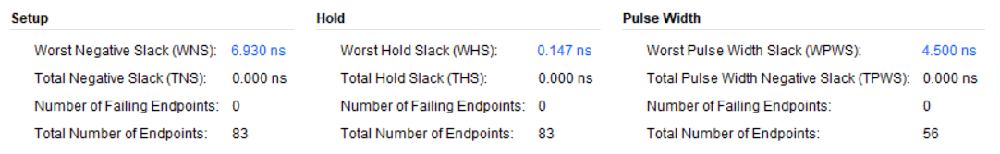 Setup Hold Pulse Width
Worst Negative Slack (WNS): 6.930 ns Worst Hold Slack (WHS): 0.147 ns Worst Pulse Width Slack (WPWS): 4.500 ns
Total Negative Slack (TNS): 0.000 ns Total Hold Slack (THS): 0.000 ns Total Pulse Width Negative Slack (TPWS): 0.000 ns
Number of Failing Endpoints: 0 Number of Failing Endpoints: 0 Number of Failing Endpoints: 0
Total Number of Endpoints: 83 Total Number of Endpoints: 83 Total Number of Endpoints: 56